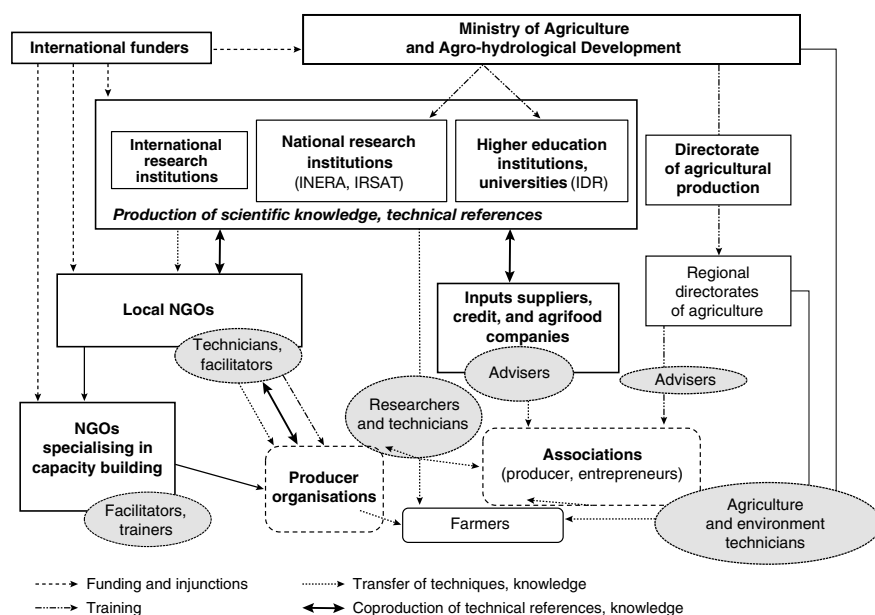 International funders
Ministry of Agriculture
and Agro-hydrological Development
International
research
institutions
National research
institutions
(INERA, IRSAT)
Higher education
institutions,
universities (IDR)
Directorate
of agricultural
production
Production of scientific knowledge, technical references
Local NGOs
Inputs suppliers,
credit, and agrifood
companies
Regional
directorates
of agriculture
Technicians,
facilitators
Advisers
Advisers
Researchers
and technicians
NGOs
specialising in
capacity building
Producer
organisations
Associations
(producer, entrepreneurs)
Facilitators,
trainers
Farmers
Agriculture
and environment
technicians
Funding and injunctions
Transfer of techniques, knowledge
Training
Coproduction of technical references, knowledge